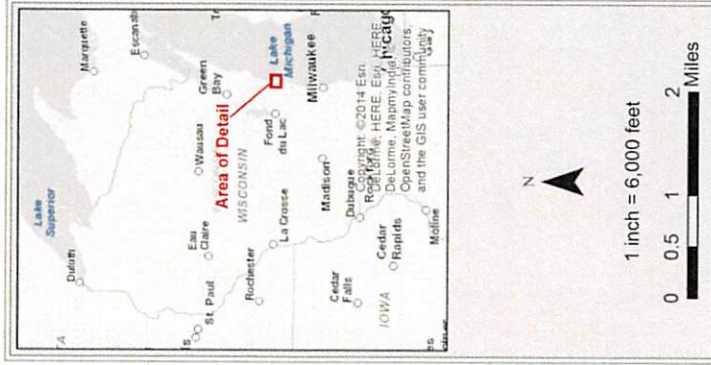 Lake
Superior
Duluth
Marquette
Escanab
St. Paul
Eau
Claire
Wausau
Green
Bay
Area of Detail
WISCONSIN
Rochester
La Crosse
Fond
du Lac
Lake
Michigan
Madison
Milwaukee
Cedar
Falls
Dubuque
IOWA
Cedar
Rapids
Moline
Copyright: ©2014 Esri,
DeLorme, HERE, Esri, HERE,
DeLorme, MapmyIndia, ©
OpenStreetMap contributors,
and the GIS user community
N
1 inch = 6,000 feet
0 0.5 1 2
Miles